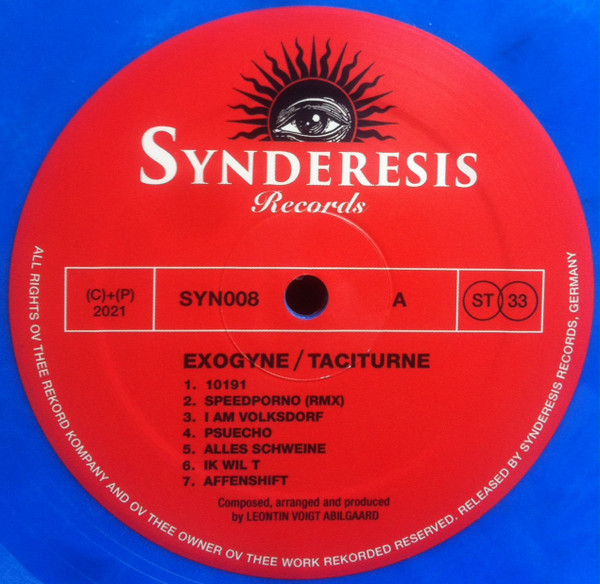 SYNDERESIS
Records
(C)+(P)
2021
SYN008
A
ST 33
EXOGYNE / TACITURNE
1. 10191
2. SPEEDPORNO (RMX)
3. I AM VOLKSDORF
4. PSUECHO
5. ALLES SCHWEINE
6. IK WIL T
7. AFFENSHIFT
Composed, arranged and produced
by LEONTIN VOIGT ABILGAARD
ALL RIGHTS OV THEE REKORD KOMPANY AND OV THEE OWNER OV THEE WORK REKORDED RESERVED. RELEASED BY SYNDERESIS RECORDS, GERMANY